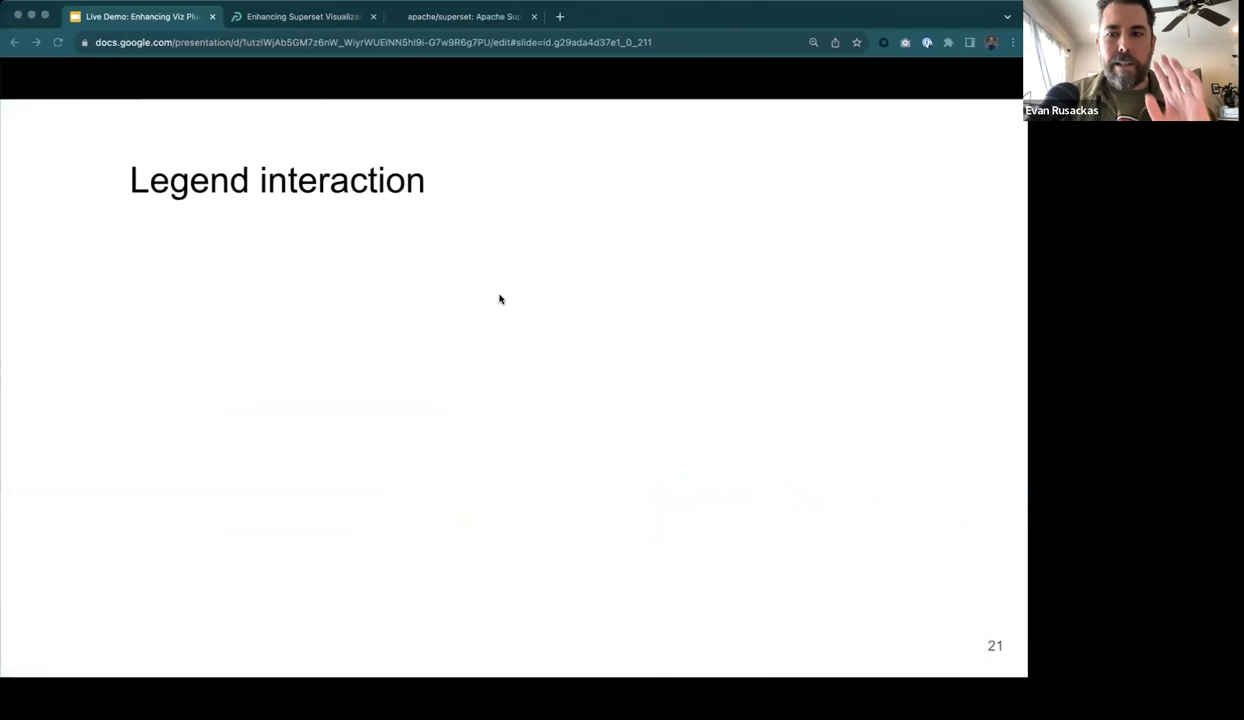 Live Demo: Enhancing Viz Plu
Enhancing Superset Visualiza
apache/superset: Apache Sup
docs.google.com/presentation/d/1utzIWjAb5GM7z6nW_WiyrWUEINN5hI9i-G7w9R6g7PU/edit#slide=id.g29ada4d37e1_0_211
Evan Rusackas
Legend interaction
21